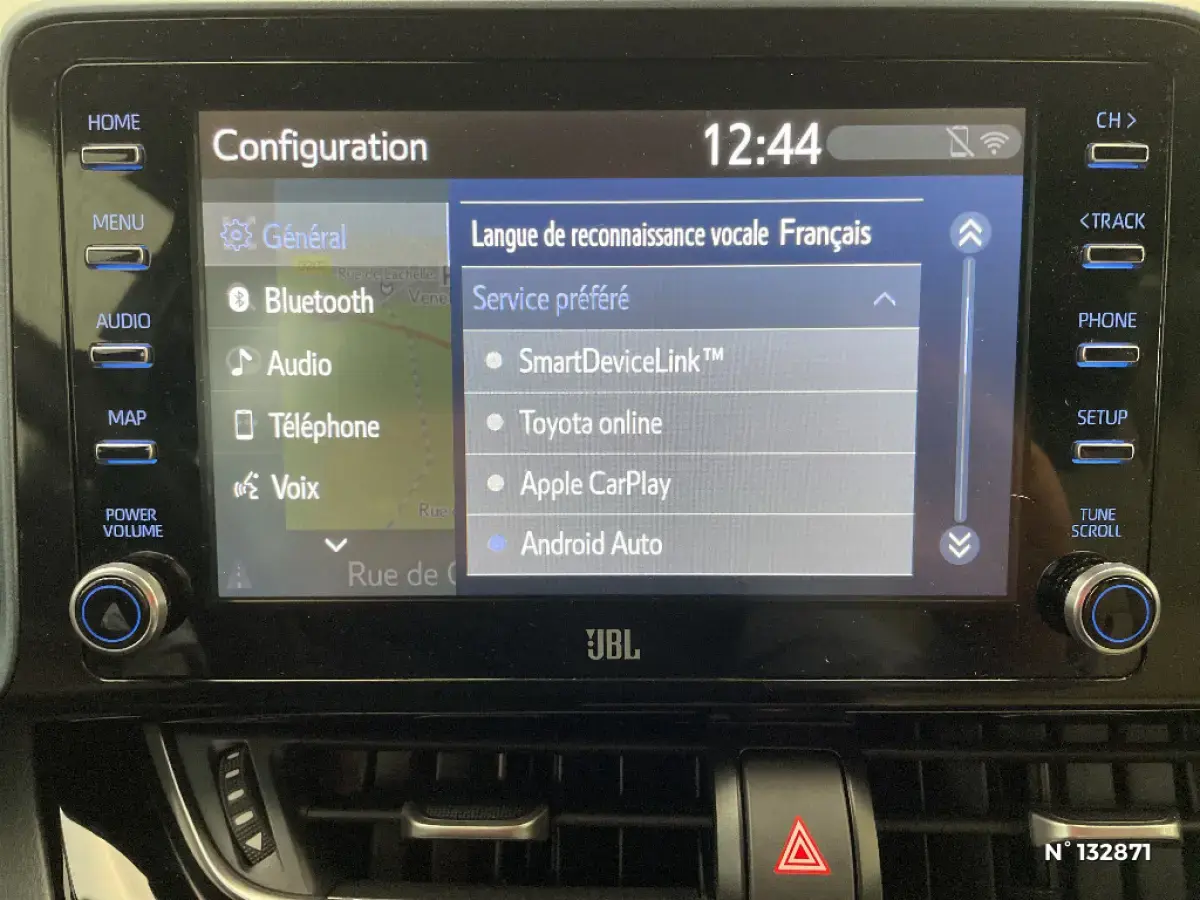 HOME
MENU
AUDIO
MAP
POWER
VOLUME
Configuration
12:44
Général
Bluetooth
Audio
Téléphone
Voix
Rue de
Langue de reconnaissance vocale Français
Service préféré
SmartDeviceLink™
Toyota online
Apple CarPlay
Android Auto
CH >
< TRACK
PHONE
SETUP
TUNE
SCROLL
JBL
N° 132871